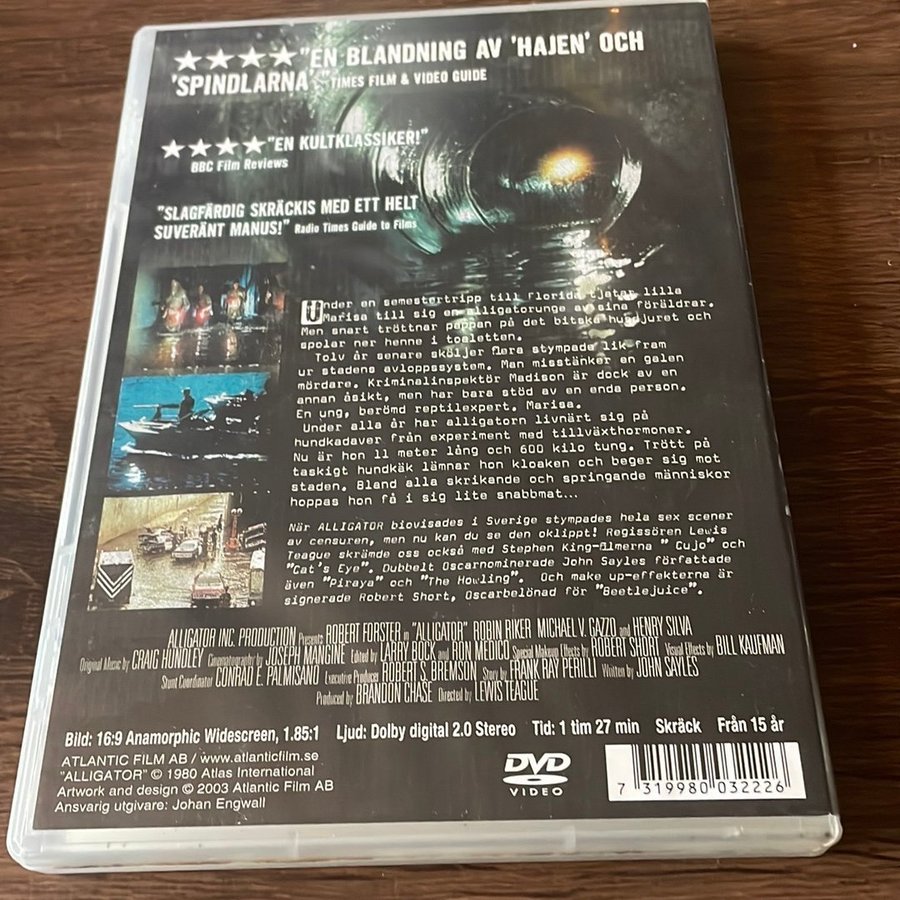 ★★★★ "EN BLANDNING AV 'HAJEN' OCH
'SPINDLARNA'." TIMES FILM & VIDEO GUIDE
★★★★ "EN KULTKLASSIKER!"
BBC Film Reviews
"SLAGFÄRDIG SKRÄCKIS MED ETT HELT
SUVERÄNT MANUS!" Radio Times Guide to Films
Under en semestertripp till Florida tjatar lilla
Marisa till sig en alligatorunge av sina föräldrar.
Men snart tröttnar pappan på det bitska husdjuret och
spolar ner henne i toaletten.
Tolv år senare sköljer flera stympade lik fram
ur stadens avloppssystem. Man misstänker en galen
mördare. Kriminalinspektör Madison är dock av en
annan åsikt, men har bara stöd av en enda person.
En ung, berömd reptilexpert. Marisa.
Under alla år har alligatorn livnärt sig på
hundkadaver från experiment med tillväxthormoner.
Nu är hon 11 meter lång och 600 kilo tung. Trött på
taskigt hundkäk lämnar hon kloaken och beger sig mot
staden. Bland alla skrikande och springande människor
hoppas hon få i sig lite snabbmat...
När ALLIGATOR biovisades i Sverige stympades hela sex scener
av censuren, men nu kan du se den oklippt! Regissören Lewis
Teague skrämde oss också med Stephen King-filmerna " Cujo" och
"Cat's Eye". Dubbelt Oscarnominerade John Sayles författade
även "Piraya" och "The Howling". Och make up-effekterna är
signerade Robert Short, Oscarbelönad för "Beetlejuice".
ALLIGATOR INC. PRODUCTION Presents ROBERT FORSTER in "ALLIGATOR" ROBIN RIKER MICHAEL V. GAZZO and HENRY SILVA
Original Music by CRAIG HUNDLEY Cinematography by JOSEPH MANGINE Edited by LARRY BOCK and RON MEDICO Special Makeup Effects by ROBERT SHORT Visual Effects by BILL KAUFMAN
Stunt Coordinator CONRAD E. PALMISANO Executive Producer ROBERT S. BREMSON Story by FRANK RAY PERILLI Written by JOHN SAYLES
Produced by BRANDON CHASE Directed by LEWIS TEAGUE
Bild: 16:9 Anamorphic Widescreen, 1.85:1 Ljud: Dolby digital 2.0 Stereo Tid: 1 tim 27 min Skräck Från 15 år
ATLANTIC FILM AB / www.atlanticfilm.se
"ALLIGATOR" © 1980 Atlas International
Artwork and design © 2003 Atlantic Film AB
Ansvarig utgivare: Johan Engwall
DVD
VIDEO
7 319980 032226